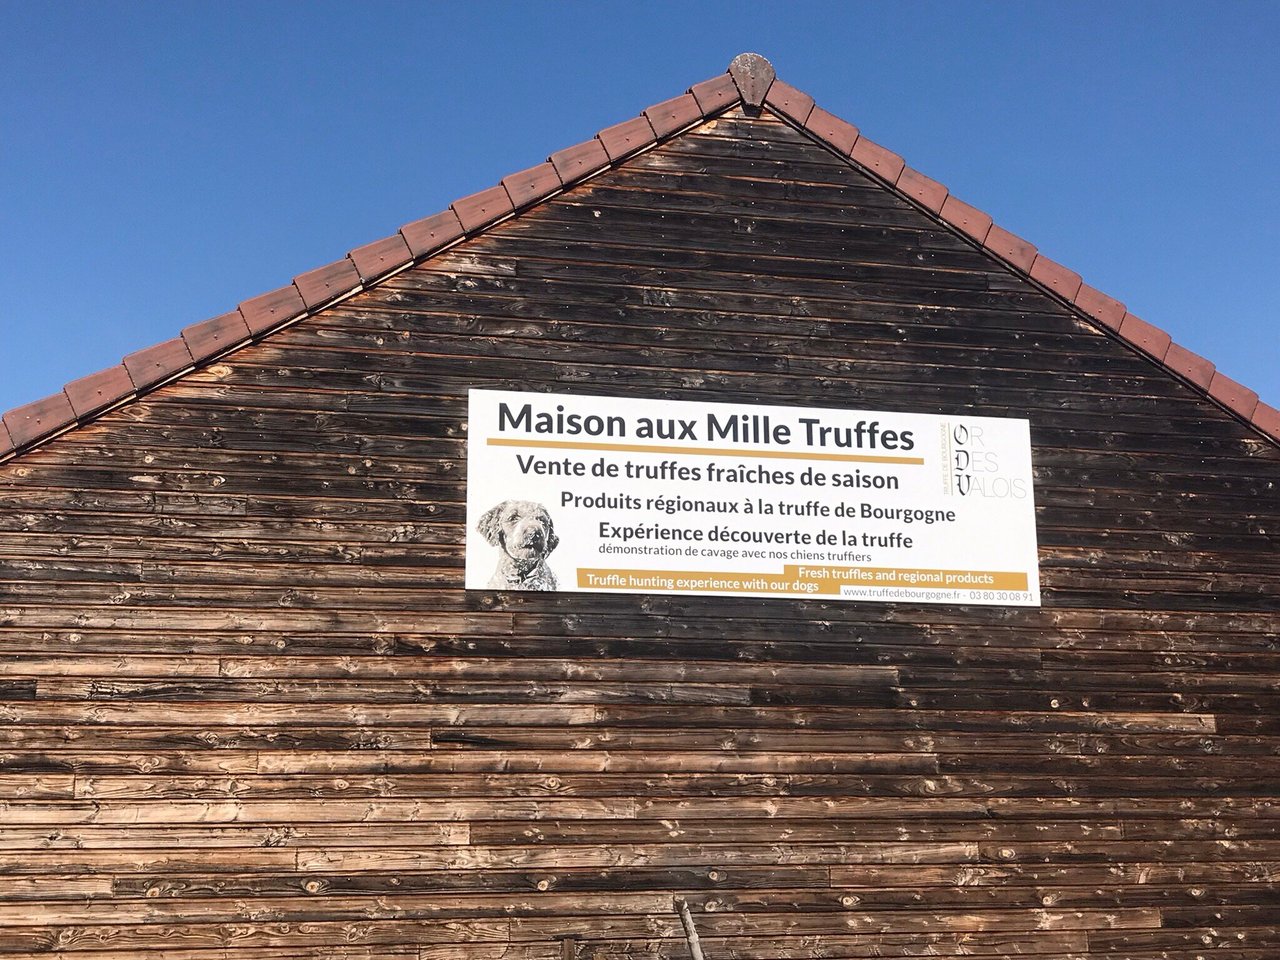 Maison aux Mille Truffes
Vente de truffes fraîches de saison
Produits régionaux à la truffe de Bourgogne
Expérience découverte de la truffe
démonstration de cavage avec nos chiens truffiers
Fresh truffles and regional products
Truffle hunting experience with our dogs
www.truffedebourgogne.fr - 03 80 30 08 91
TRUFFE DE BOURGOGNE
OR
DES
VALOIS